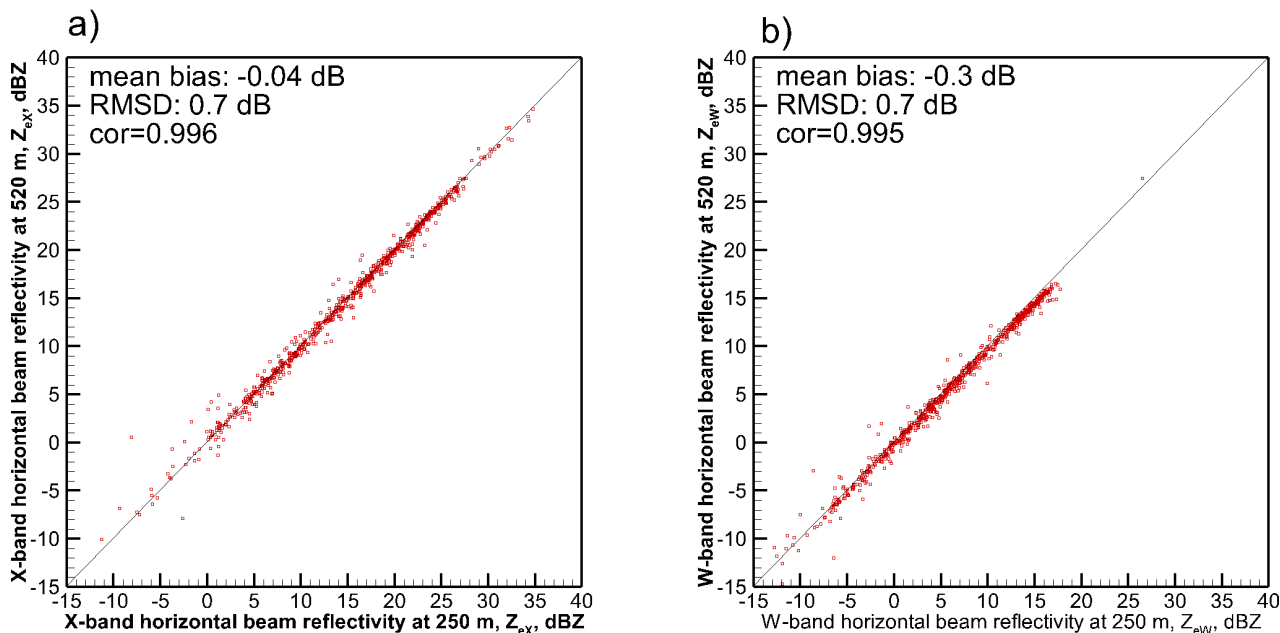 a)
mean bias: -0.04 dB
RMSD: 0.7 dB
cor=0.996
X-band horizontal beam reflectivity at 520 m, ZeX, dBZ
40
35
30
25
20
15
10
5
0
-5
-10
-15
-15 -10 -5 0 5 10 15 20 25 30 35 40
X-band horizontal beam reflectivity at 250 m, ZeX, dBZ
b)
mean bias: -0.3 dB
RMSD: 0.7 dB
cor=0.995
W-band horizontal beam reflectivity at 520 m, ZeW, dBZ
40
35
30
25
20
15
10
5
0
-5
-10
-15
-15 -10 -5 0 5 10 15 20 25 30 35 40
W-band horizontal beam reflectivity at 250 m, ZeW, dBZ